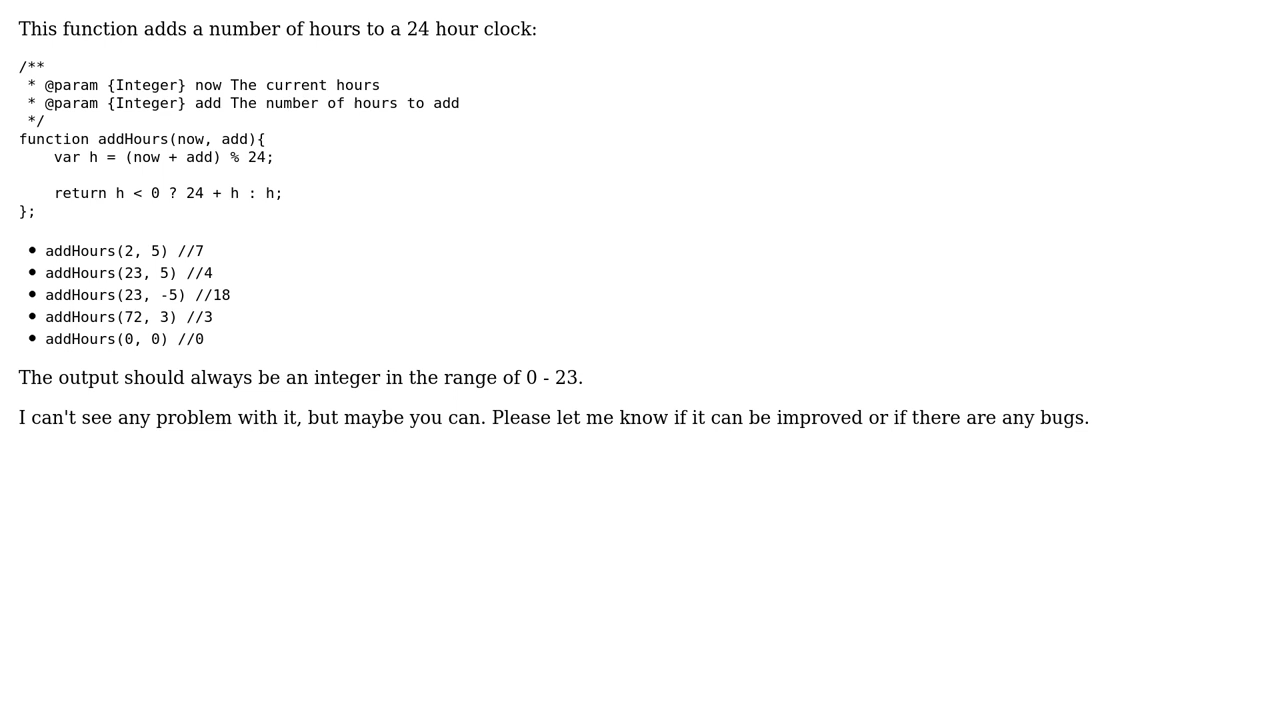 This function adds a number of hours to a 24 hour clock:
/**
 * @param {Integer} now The current hours
 * @param {Integer} add The number of hours to add
 */
function addHours(now, add){
    var h = (now + add) % 24;

    return h < 0 ? 24 + h : h;
};
• addHours(2, 5) //7
• addHours(23, 5) //4
• addHours(23, -5) //18
• addHours(72, 3) //3
• addHours(0, 0) //0
The output should always be an integer in the range of 0 - 23.
I can't see any problem with it, but maybe you can. Please let me know if it can be improved or if there are any bugs.